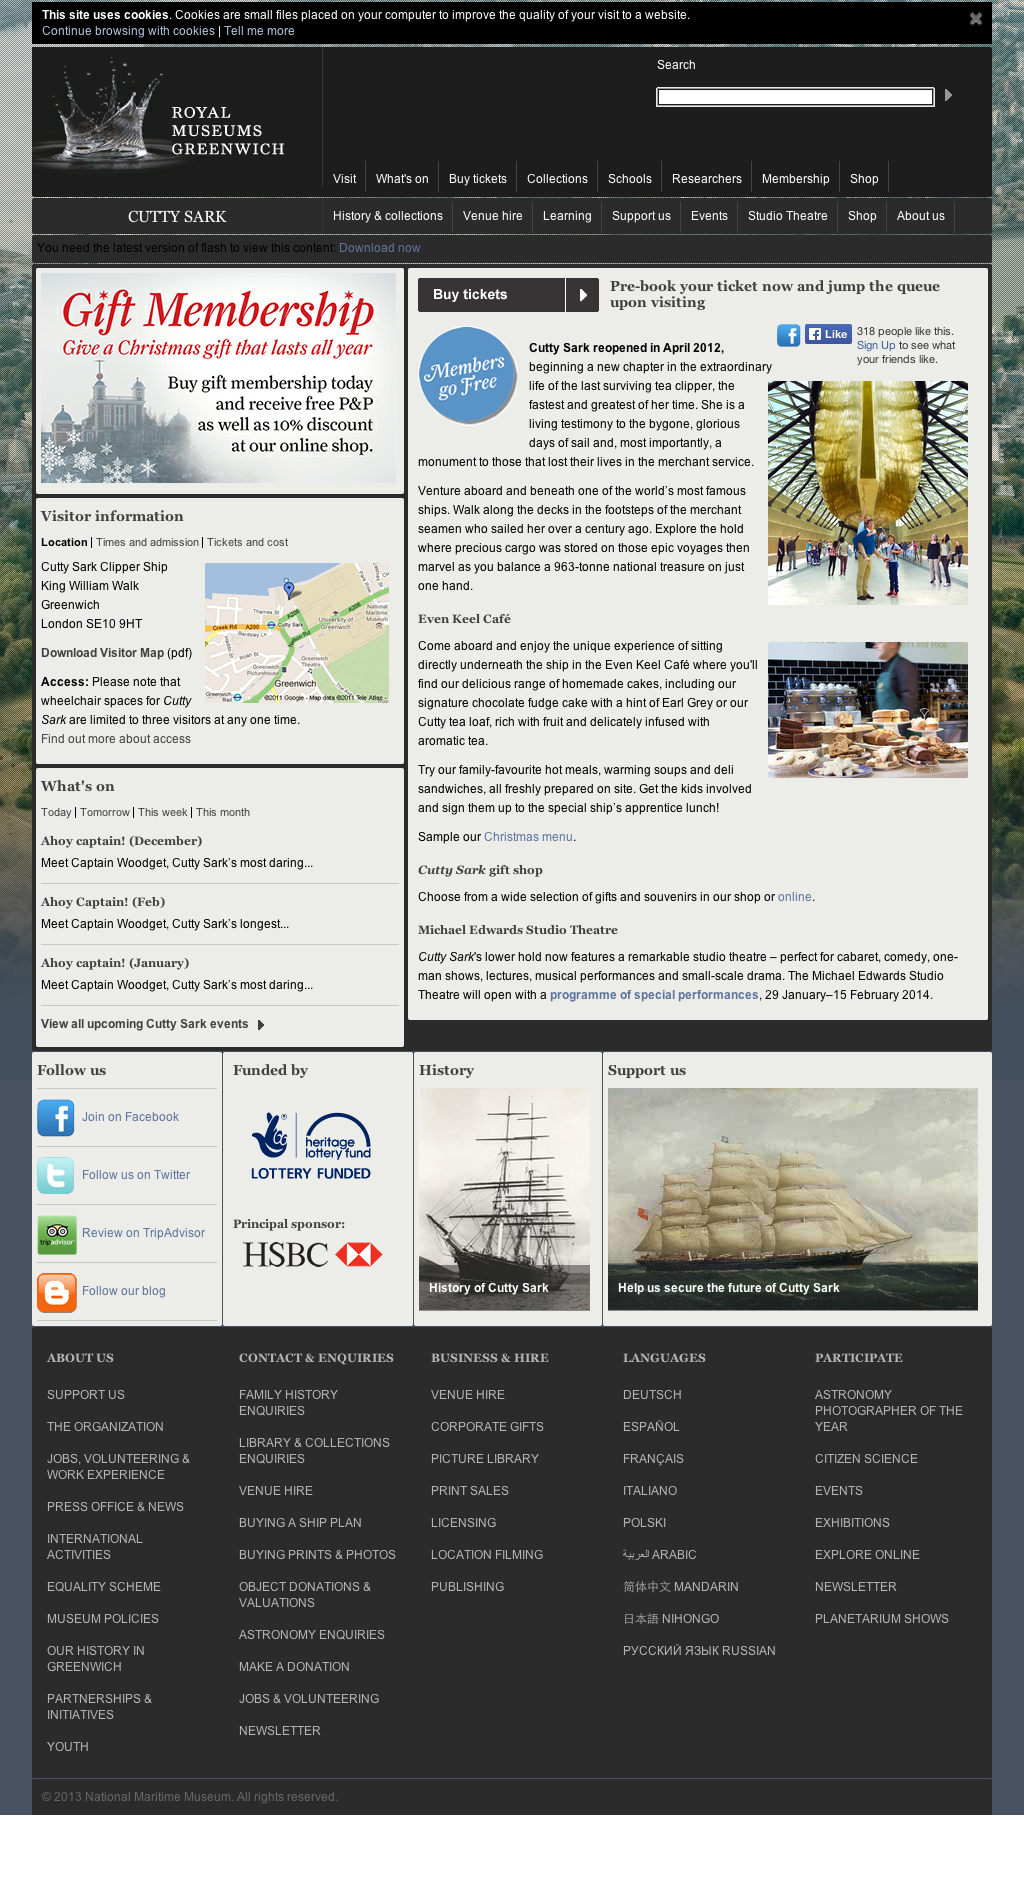 This site uses cookies. Cookies are small files placed on your computer to improve the quality of your visit to a website.
Continue browsing with cookies | Tell me more
Search
ROYAL
MUSEUMS
GREENWICH
Visit
What's on
Buy tickets
Collections
Schools
Researchers
Membership
Shop
CUTTY SARK
History & collections
Venue hire
Learning
Support us
Events
Studio Theatre
Shop
About us
You need the latest version of flash to view this content: Download now
Gift Membership
Give a Christmas gift that lasts all year
Buy gift membership today
and receive free P&P
as well as 10% discount
at our online shop.
Visitor information
Location | Times and admission | Tickets and cost
Cutty Sark Clipper Ship
King William Walk
Greenwich
London SE10 9HT
Download Visitor Map (pdf)
Access: Please note that
wheelchair spaces for Cutty
Sark are limited to three visitors at any one time.
Find out more about access
Thames St
Creek Rd
A200
Cutty Sark
A206
University of
Greenwich
National
Maritime
Museum
Park Row
Greenwich
Picturehouse
Greenwich
Theatre
Greenwich
©2011 Google - Map data ©2011 Tele Atlas -
What's on
Today | Tomorrow | This week | This month
Ahoy captain! (December)
Meet Captain Woodget, Cutty Sark's most daring...
Ahoy Captain! (Feb)
Meet Captain Woodget, Cutty Sark's longest...
Ahoy captain! (January)
Meet Captain Woodget, Cutty Sark's most daring...
View all upcoming Cutty Sark events
Buy tickets
Pre-book your ticket now and jump the queue
upon visiting
Members
go Free
Like
318 people like this.
Sign Up to see what
your friends like.
Cutty Sark reopened in April 2012,
beginning a new chapter in the extraordinary
life of the last surviving tea clipper, the
fastest and greatest of her time. She is a
living testimony to the bygone, glorious
days of sail and, most importantly, a
monument to those that lost their lives in the merchant service.
Venture aboard and beneath one of the world's most famous
ships. Walk along the decks in the footsteps of the merchant
seamen who sailed her over a century ago. Explore the hold
where precious cargo was stored on those epic voyages then
marvel as you balance a 963-tonne national treasure on just
one hand.
Even Keel Café
Come aboard and enjoy the unique experience of sitting
directly underneath the ship in the Even Keel Café where you'll
find our delicious range of homemade cakes, including our
signature chocolate fudge cake with a hint of Earl Grey or our
Cutty tea loaf, rich with fruit and delicately infused with
aromatic tea.
Try our family-favourite hot meals, warming soups and deli
sandwiches, all freshly prepared on site. Get the kids involved
and sign them up to the special ship's apprentice lunch!
Sample our Christmas menu.
Cutty Sark gift shop
Choose from a wide selection of gifts and souvenirs in our shop or online.
Michael Edwards Studio Theatre
Cutty Sark's lower hold now features a remarkable studio theatre – perfect for cabaret, comedy, one-
man shows, lectures, musical performances and small-scale drama. The Michael Edwards Studio
Theatre will open with a programme of special performances, 29 January–15 February 2014.
Follow us
Join on Facebook
Follow us on Twitter
tripadvisor
Review on TripAdvisor
Follow our blog
Funded by
heritage
lottery fund
LOTTERY FUNDED
Principal sponsor:
HSBC
History
History of Cutty Sark
Support us
Help us secure the future of Cutty Sark
ABOUT US
SUPPORT US
THE ORGANIZATION
JOBS, VOLUNTEERING &
WORK EXPERIENCE
PRESS OFFICE & NEWS
INTERNATIONAL
ACTIVITIES
EQUALITY SCHEME
MUSEUM POLICIES
OUR HISTORY IN
GREENWICH
PARTNERSHIPS &
INITIATIVES
YOUTH
CONTACT & ENQUIRIES
FAMILY HISTORY
ENQUIRIES
LIBRARY & COLLECTIONS
ENQUIRIES
VENUE HIRE
BUYING A SHIP PLAN
BUYING PRINTS & PHOTOS
OBJECT DONATIONS &
VALUATIONS
ASTRONOMY ENQUIRIES
MAKE A DONATION
JOBS & VOLUNTEERING
NEWSLETTER
BUSINESS & HIRE
VENUE HIRE
CORPORATE GIFTS
PICTURE LIBRARY
PRINT SALES
LICENSING
LOCATION FILMING
PUBLISHING
LANGUAGES
DEUTSCH
ESPAÑOL
FRANÇAIS
ITALIANO
POLSKI
العربية ARABIC
简体中文 MANDARIN
日本語 NIHONGO
РУССКИЙ ЯЗЫК RUSSIAN
PARTICIPATE
ASTRONOMY
PHOTOGRAPHER OF THE
YEAR
CITIZEN SCIENCE
EVENTS
EXHIBITIONS
EXPLORE ONLINE
NEWSLETTER
PLANETARIUM SHOWS
© 2013 National Maritime Museum. All rights reserved.